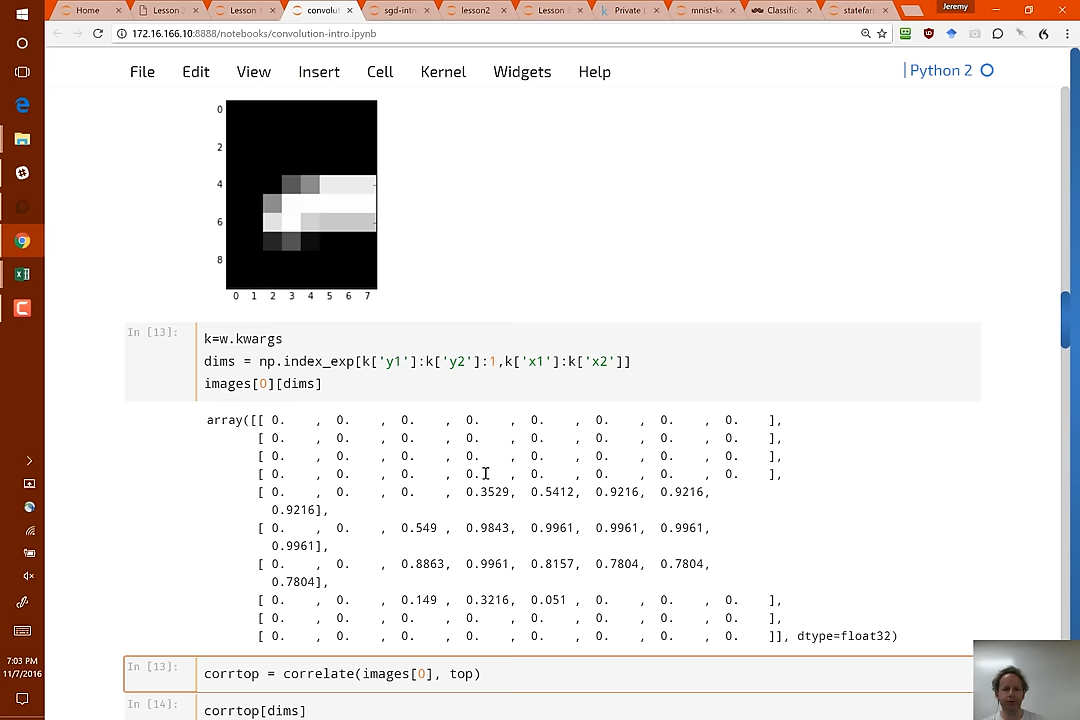 Home
Lesson 3
Lesson 1
convolut
sgd-intr
lesson2
Lesson 3
Private L
mnist-ke
Classific
statefar
Jeremy
172.16.166.10:8888/notebooks/convolution-intro.ipynb
File Edit View Insert Cell Kernel Widgets Help
Python 2
0
2
4
6
8
0 1 2 3 4 5 6 7
In [13]:
k=w.kwargs
dims = np.index_exp[k['y1']:k['y2']:1,k['x1']:k['x2']]
images[0][dims]
array([[ 0. , 0. , 0. , 0. , 0. , 0. , 0. , 0. ],
[ 0. , 0. , 0. , 0. , 0. , 0. , 0. , 0. ],
[ 0. , 0. , 0. , 0. , 0. , 0. , 0. , 0. ],
[ 0. , 0. , 0. , 0. , 0. , 0. , 0. , 0. ],
[ 0. , 0. , 0. , 0.3529, 0.5412, 0.9216, 0.9216,
0.9216],
[ 0. , 0. , 0.549 , 0.9843, 0.9961, 0.9961, 0.9961,
0.9961],
[ 0. , 0. , 0.8863, 0.9961, 0.8157, 0.7804, 0.7804,
0.7804],
[ 0. , 0. , 0.149 , 0.3216, 0.051 , 0. , 0. , 0. ],
[ 0. , 0. , 0. , 0. , 0. , 0. , 0. , 0. ],
[ 0. , 0. , 0. , 0. , 0. , 0. , 0. , 0. ]], dtype=float32)
In [13]:
corrtop = correlate(images[0], top)
In [14]:
corrtop[dims]
7:03 PM
11/7/2016